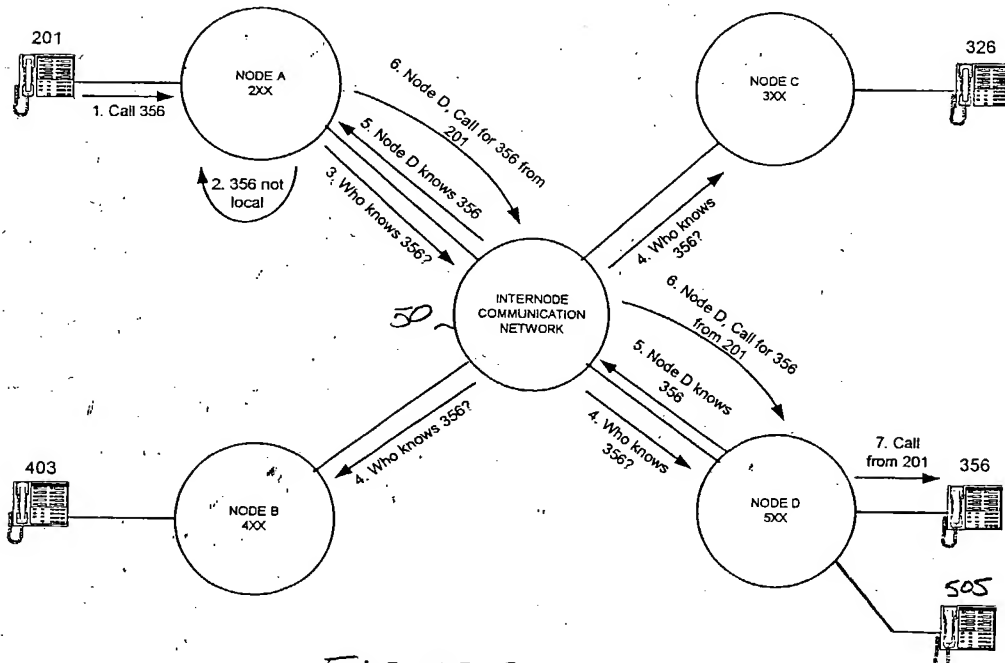 201
NODE A
2XX
1. Call 356
2. 356 not
local
6. Node D, Call for 356 from
201
5. Node D knows 356
3. Who knows 356?
NODE C
3XX
326
4. Who knows
356?
INTERNODE
COMMUNICATION
NETWORK
50
6. Node D, Call for 356
from 201
5. Node D knows
356
4. Who knows
356?
4. Who knows 356?
403
NODE B
4XX
NODE D
5XX
7. Call
from 201
356
505